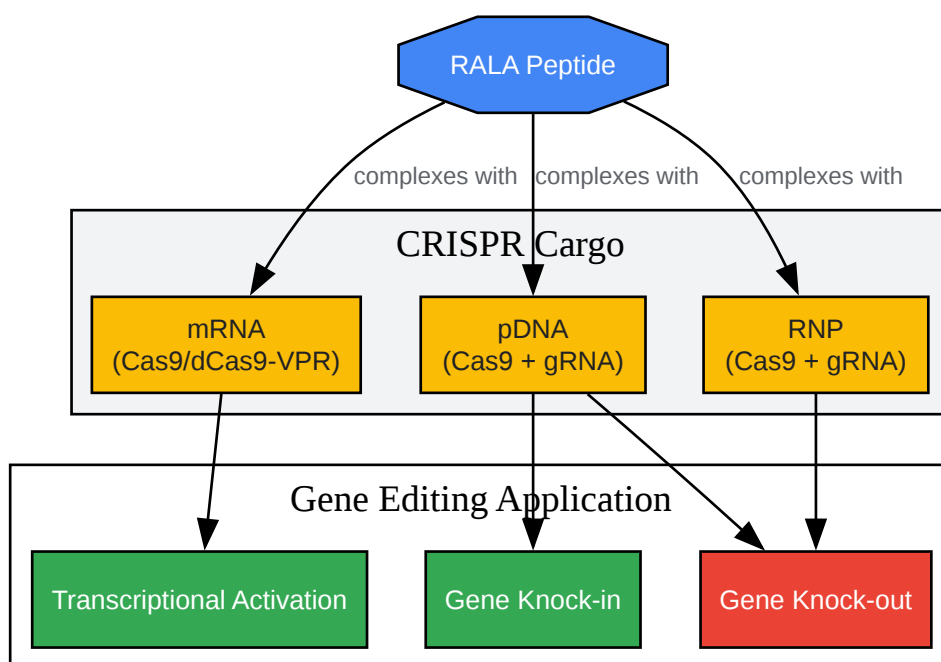 RALA Peptide
complexes with
complexes with
complexes with
CRISPR Cargo
mRNA
(Cas9/dCas9-VPR)
pDNA
(Cas9 + gRNA)
RNP
(Cas9 + gRNA)
Gene Editing Application
Transcriptional Activation
Gene Knock-in
Gene Knock-out